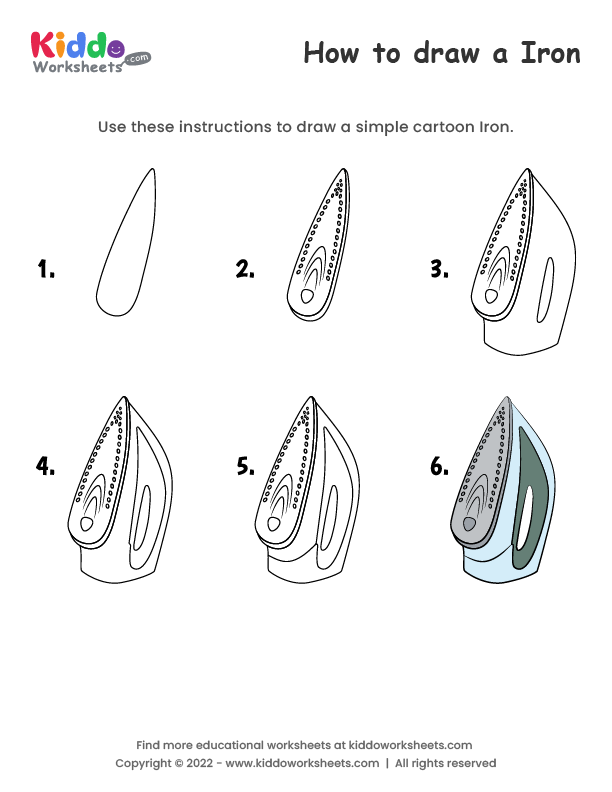 Kiddo
Worksheets.com
How to draw a Iron
Use these instructions to draw a simple cartoon Iron.
1.
2.
3.
4.
5.
6.
Find more educational worksheets at kiddoworksheets.com
Copyright © 2022 - www.kiddoworksheets.com | All rights reserved